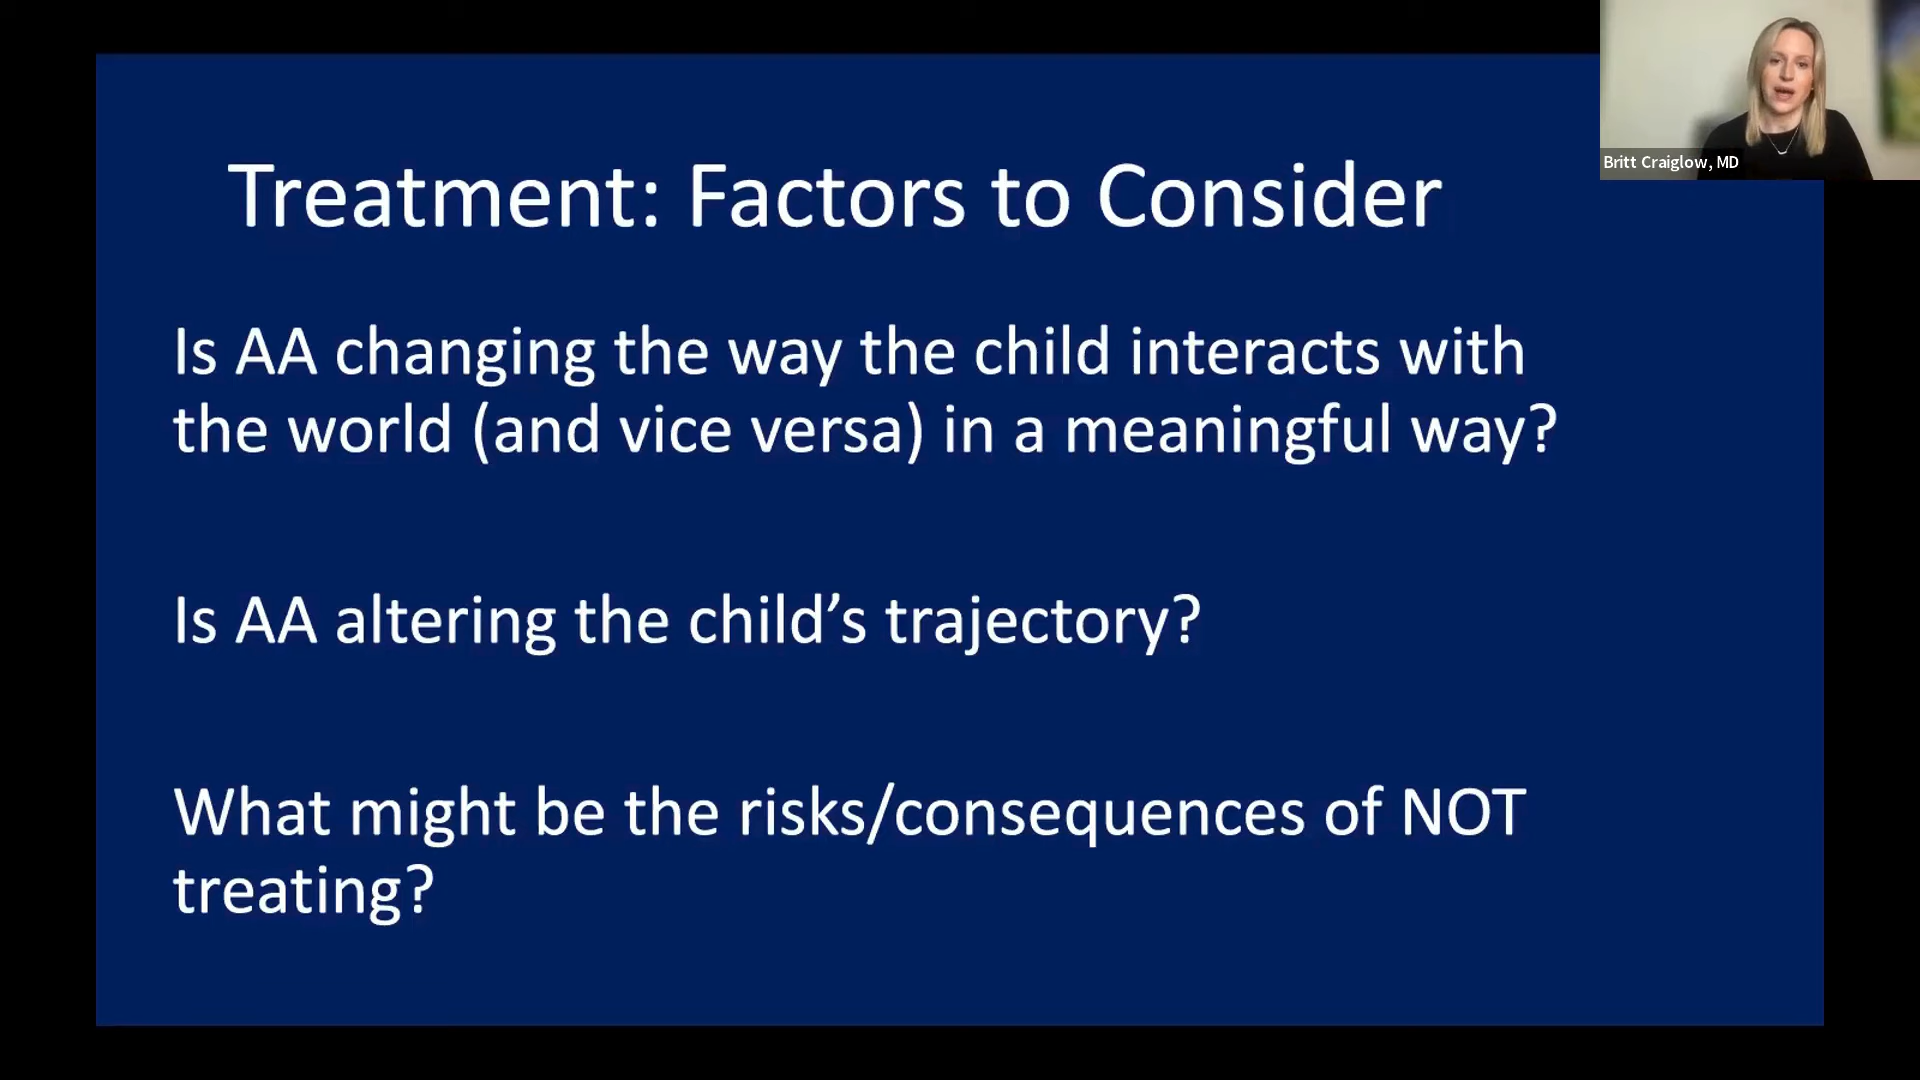 Britt Craiglow, MD
Treatment: Factors to Consider
Is AA changing the way the child interacts with
the world (and vice versa) in a meaningful way?
Is AA altering the child’s trajectory?
What might be the risks/consequences of NOT
treating?